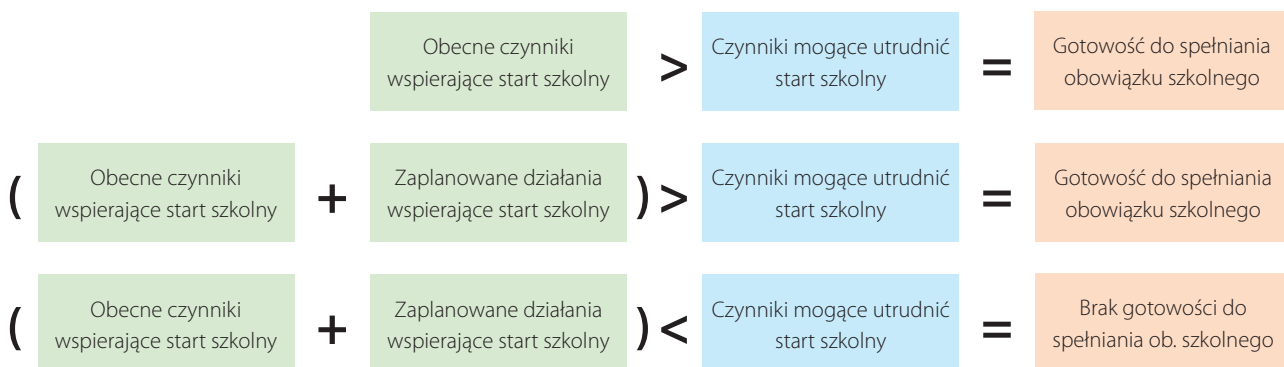 Obecne czynniki
wspierające start szkolny
>
Czynniki mogące utrudnić
start szkolny
=
Gotowość do spełniania
obowiązku szkolnego
(
Obecne czynniki
wspierające start szkolny
+
Zaplanowane działania
wspierające start szkolny
)
>
Czynniki mogące utrudnić
start szkolny
=
Gotowość do spełniania
obowiązku szkolnego
(
Obecne czynniki
wspierające start szkolny
+
Zaplanowane działania
wspierające start szkolny
)
<
Czynniki mogące utrudnić
start szkolny
=
Brak gotowości do
spełniania ob. szkolnego